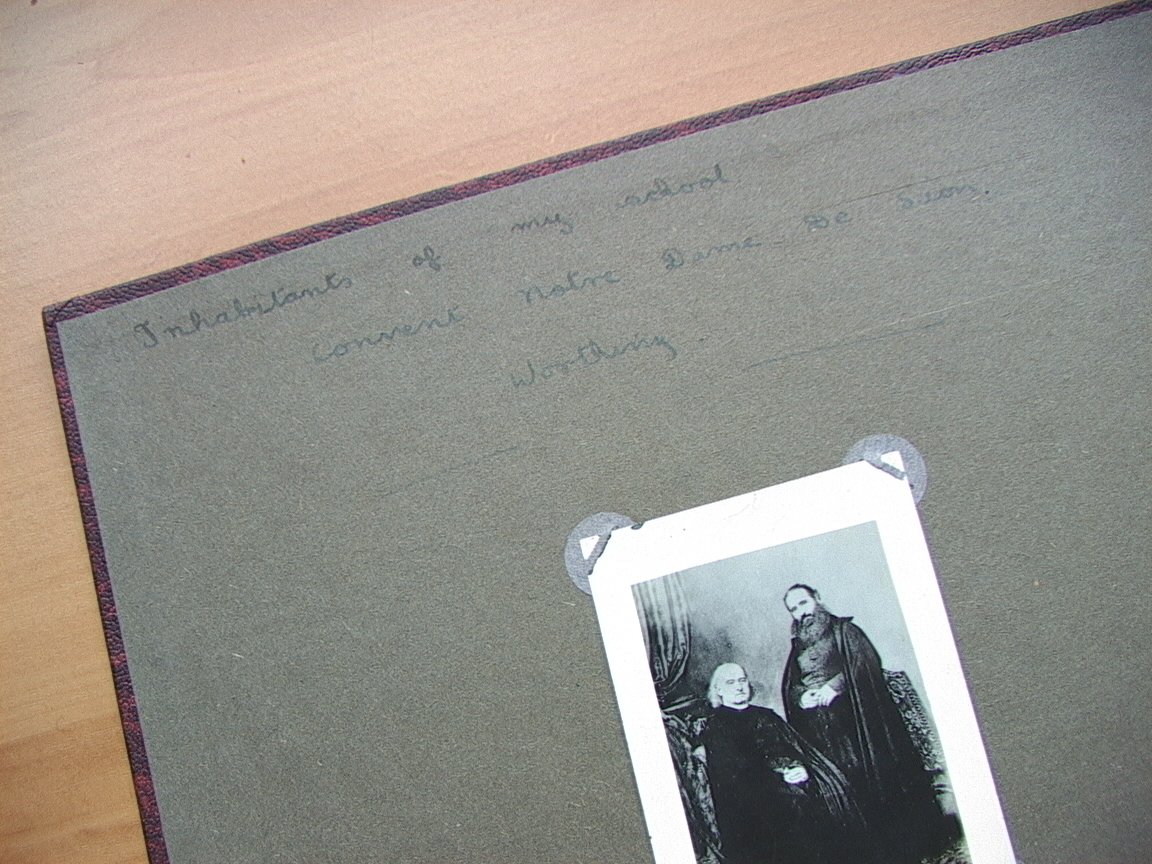 Inhabitants of my school
Convent Notre Dame De Sion.
Worthing.